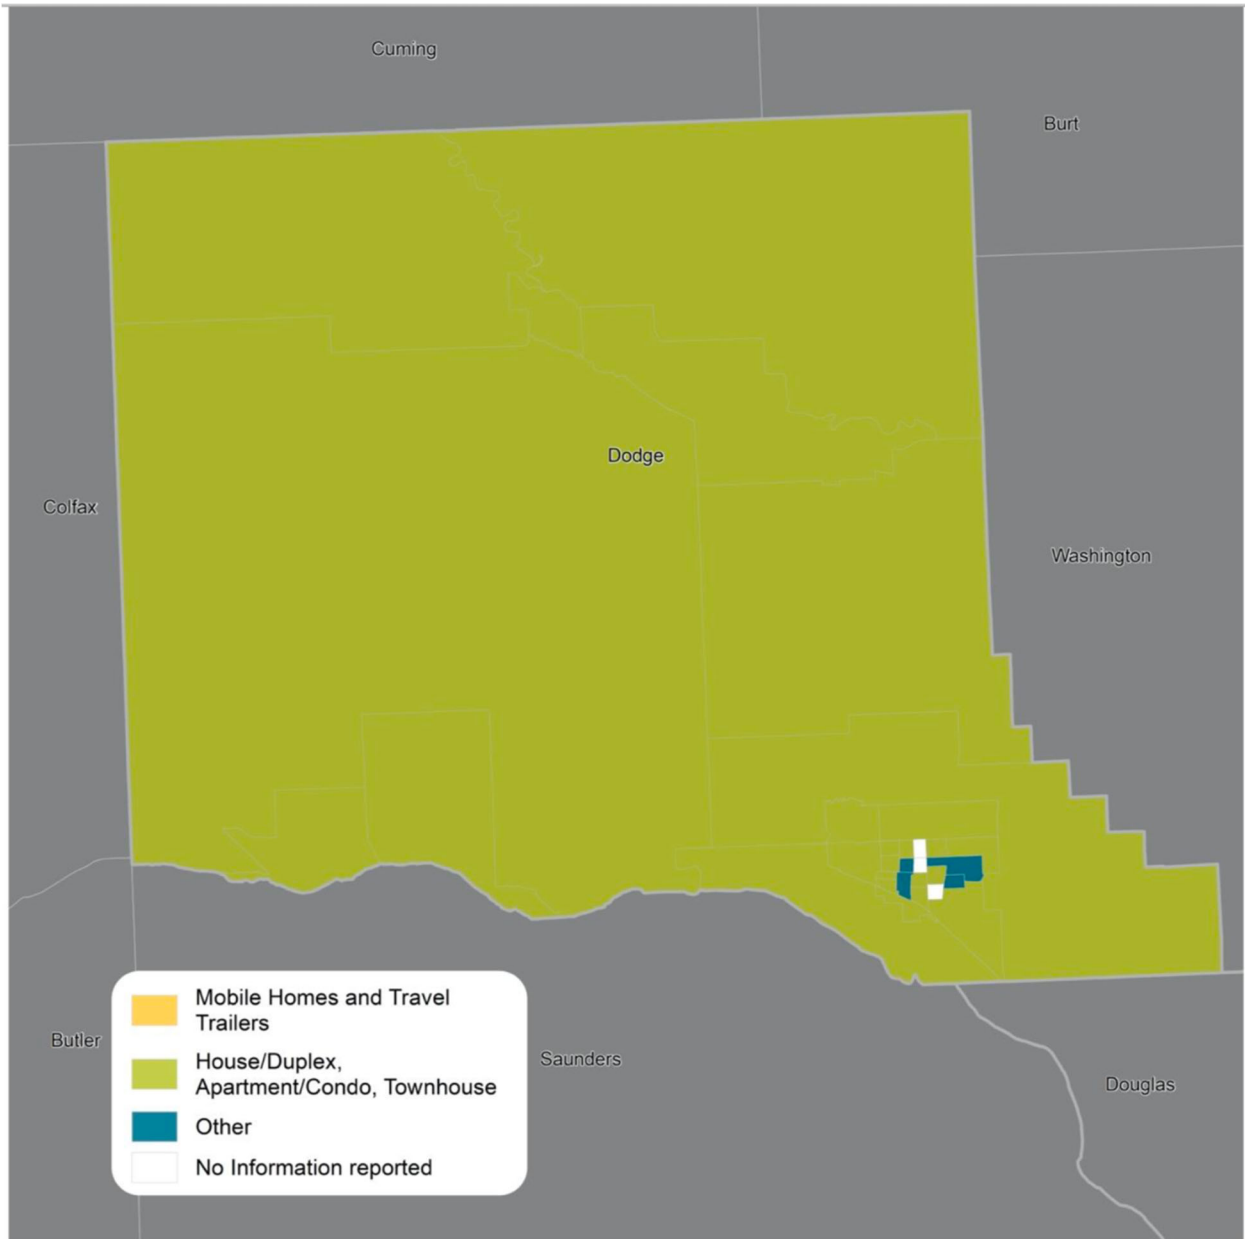 Cuming
Burt
Dodge
Colfax
Washington
Mobile Homes and Travel
Trailers
House/Duplex,
Apartment/Condo, Townhouse
Other
No Information reported
Butler
Saunders
Douglas